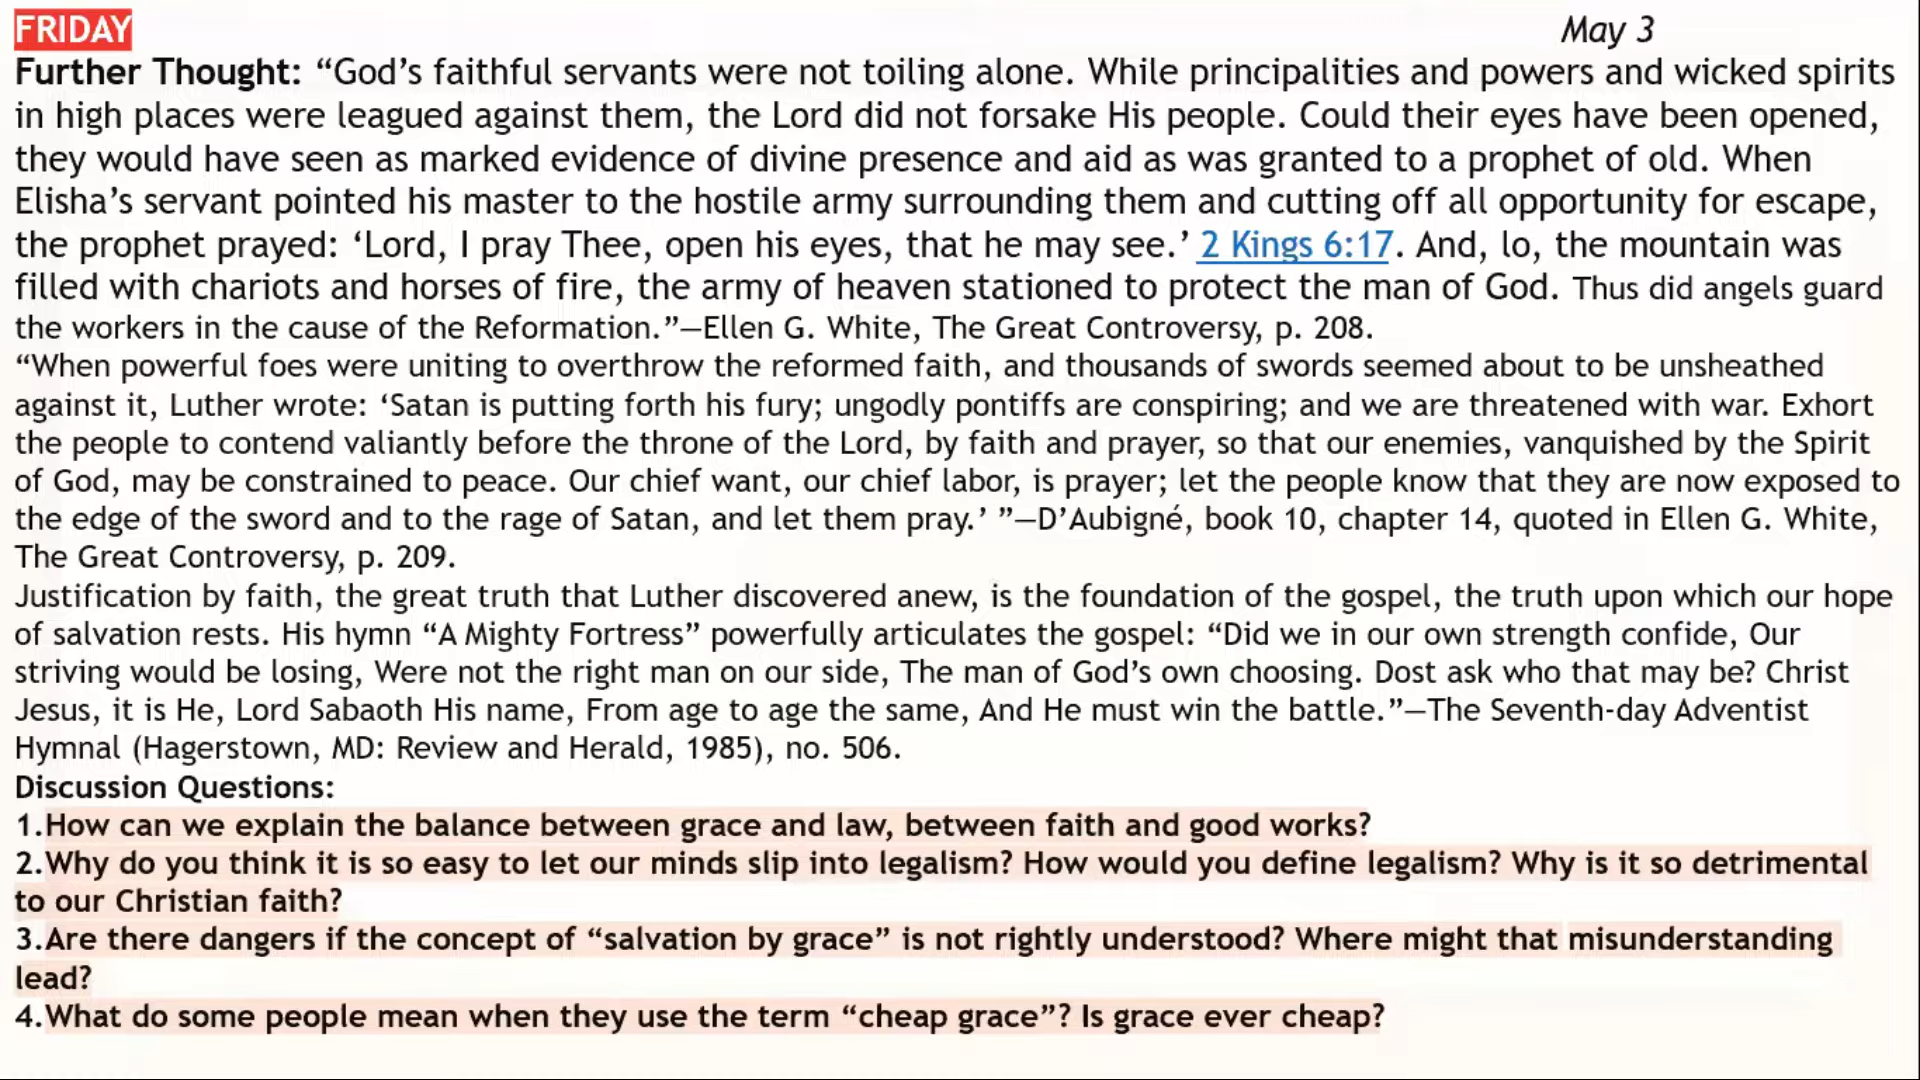 FRIDAY May 3
Further Thought: “God’s faithful servants were not toiling alone. While principalities and powers and wicked spirits
in high places were leagued against them, the Lord did not forsake His people. Could their eyes have been opened,
they would have seen as marked evidence of divine presence and aid as was granted to a prophet of old. When
Elisha’s servant pointed his master to the hostile army surrounding them and cutting off all opportunity for escape,
the prophet prayed: ‘Lord, I pray Thee, open his eyes, that he may see.’ 2 Kings 6:17. And, lo, the mountain was
filled with chariots and horses of fire, the army of heaven stationed to protect the man of God. Thus did angels guard
the workers in the cause of the Reformation.”—Ellen G. White, The Great Controversy, p. 208.
“When powerful foes were uniting to overthrow the reformed faith, and thousands of swords seemed about to be unsheathed
against it, Luther wrote: ‘Satan is putting forth his fury; ungodly pontiffs are conspiring; and we are threatened with war. Exhort
the people to contend valiantly before the throne of the Lord, by faith and prayer, so that our enemies, vanquished by the Spirit
of God, may be constrained to peace. Our chief want, our chief labor, is prayer; let the people know that they are now exposed to
the edge of the sword and to the rage of Satan, and let them pray.’ ”—D’Aubigné, book 10, chapter 14, quoted in Ellen G. White,
The Great Controversy, p. 209.
Justification by faith, the great truth that Luther discovered anew, is the foundation of the gospel, the truth upon which our hope
of salvation rests. His hymn “A Mighty Fortress” powerfully articulates the gospel: “Did we in our own strength confide, Our
striving would be losing, Were not the right man on our side, The man of God’s own choosing. Dost ask who that may be? Christ
Jesus, it is He, Lord Sabaoth His name, From age to age the same, And He must win the battle.”—The Seventh-day Adventist
Hymnal (Hagerstown, MD: Review and Herald, 1985), no. 506.
Discussion Questions:
1.How can we explain the balance between grace and law, between faith and good works?
2.Why do you think it is so easy to let our minds slip into legalism? How would you define legalism? Why is it so detrimental
to our Christian faith?
3.Are there dangers if the concept of “salvation by grace” is not rightly understood? Where might that misunderstanding
lead?
4.What do some people mean when they use the term “cheap grace”? Is grace ever cheap?